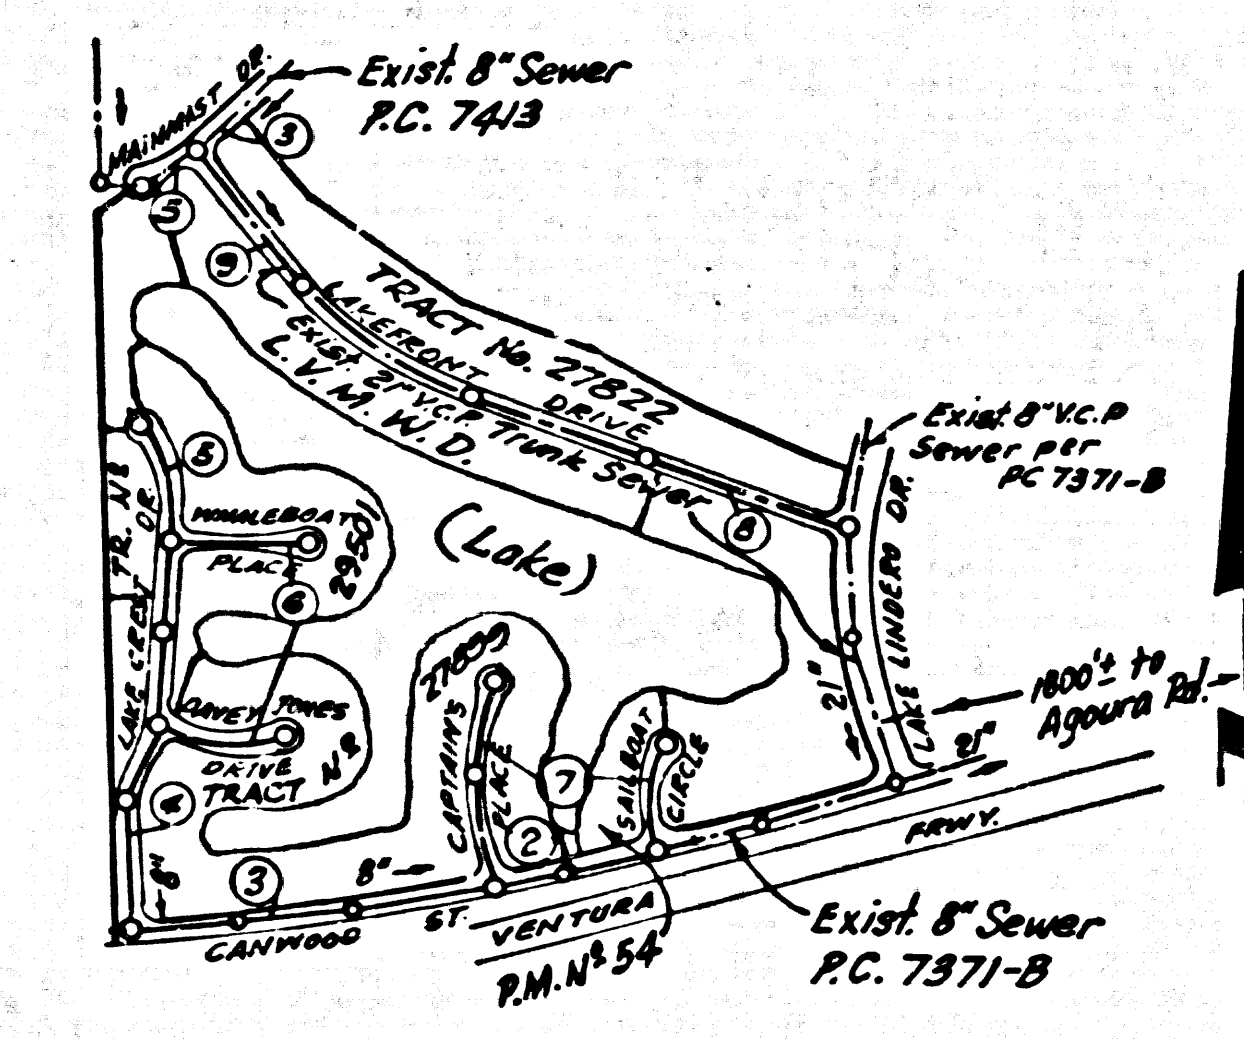 MAINMAST DR.
Exist. 8" Sewer
P.C. 7413
3
5
9
LAKEFRONT DRIVE
TRACT No. 27822
Exist. 21" V.C.P. Trunk Sewer
L. V. M. W. D.
Exist. 8" V.C.P
Sewer per
PC 7371-B
5
8
TR. Nº
29501
WHALEBOAT
PLACE
6
(Lake)
LAKE CREST DR.
LAKE LINDERO DR.
21"
1800'± to
Agoura Rd.
21"
DAVEY JONES
DRIVE
TRACT Nº
27899
CAPTAINS
PLACE
7
SAILBOAT
CIRCLE
4
2
8"
3
8"
CANWOOD
ST.
VENTURA
FRWY.
P.M. Nº 54
Exist. 8" Sewer
P.C. 7371-B